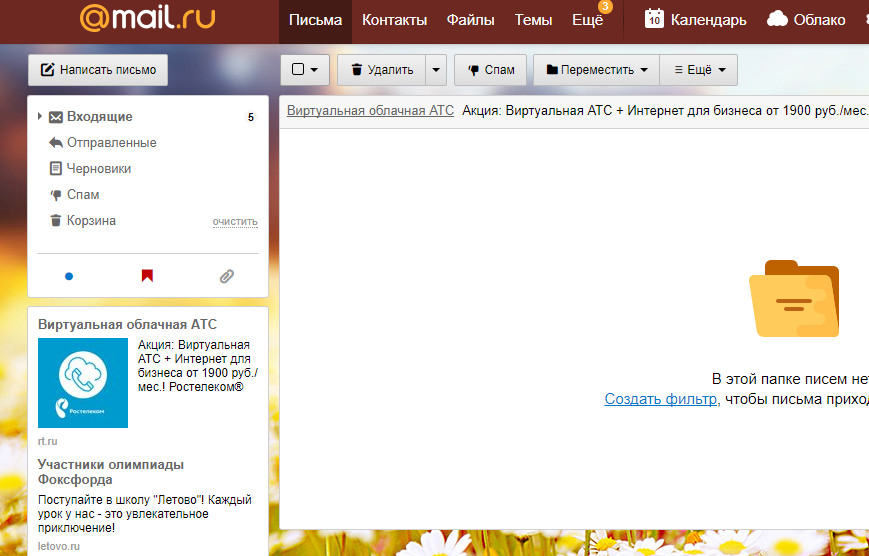 @mail.ru
Письма Контакты Файлы Темы Ещё 3 10 Календарь Облако
Написать письмо
Удалить Спам Переместить Ещё
Входящие 5
Отправленные
Черновики
Спам
Корзина очистить
Виртуальная облачная АТС Акция: Виртуальная АТС + Интернет для бизнеса от 1900 руб./мес.
В этой папке писем не
Создать фильтр, чтобы письма прихо
Виртуальная облачная АТС
Ростелеком
Акция: Виртуальная
АТС + Интернет для
бизнеса от 1900 руб./
мес.! Ростелеком®
rt.ru
Участники олимпиады
Фоксфорда
Поступайте в школу "Летово"! Каждый
урок у нас - это увлекательное
приключение!
letovo.ru